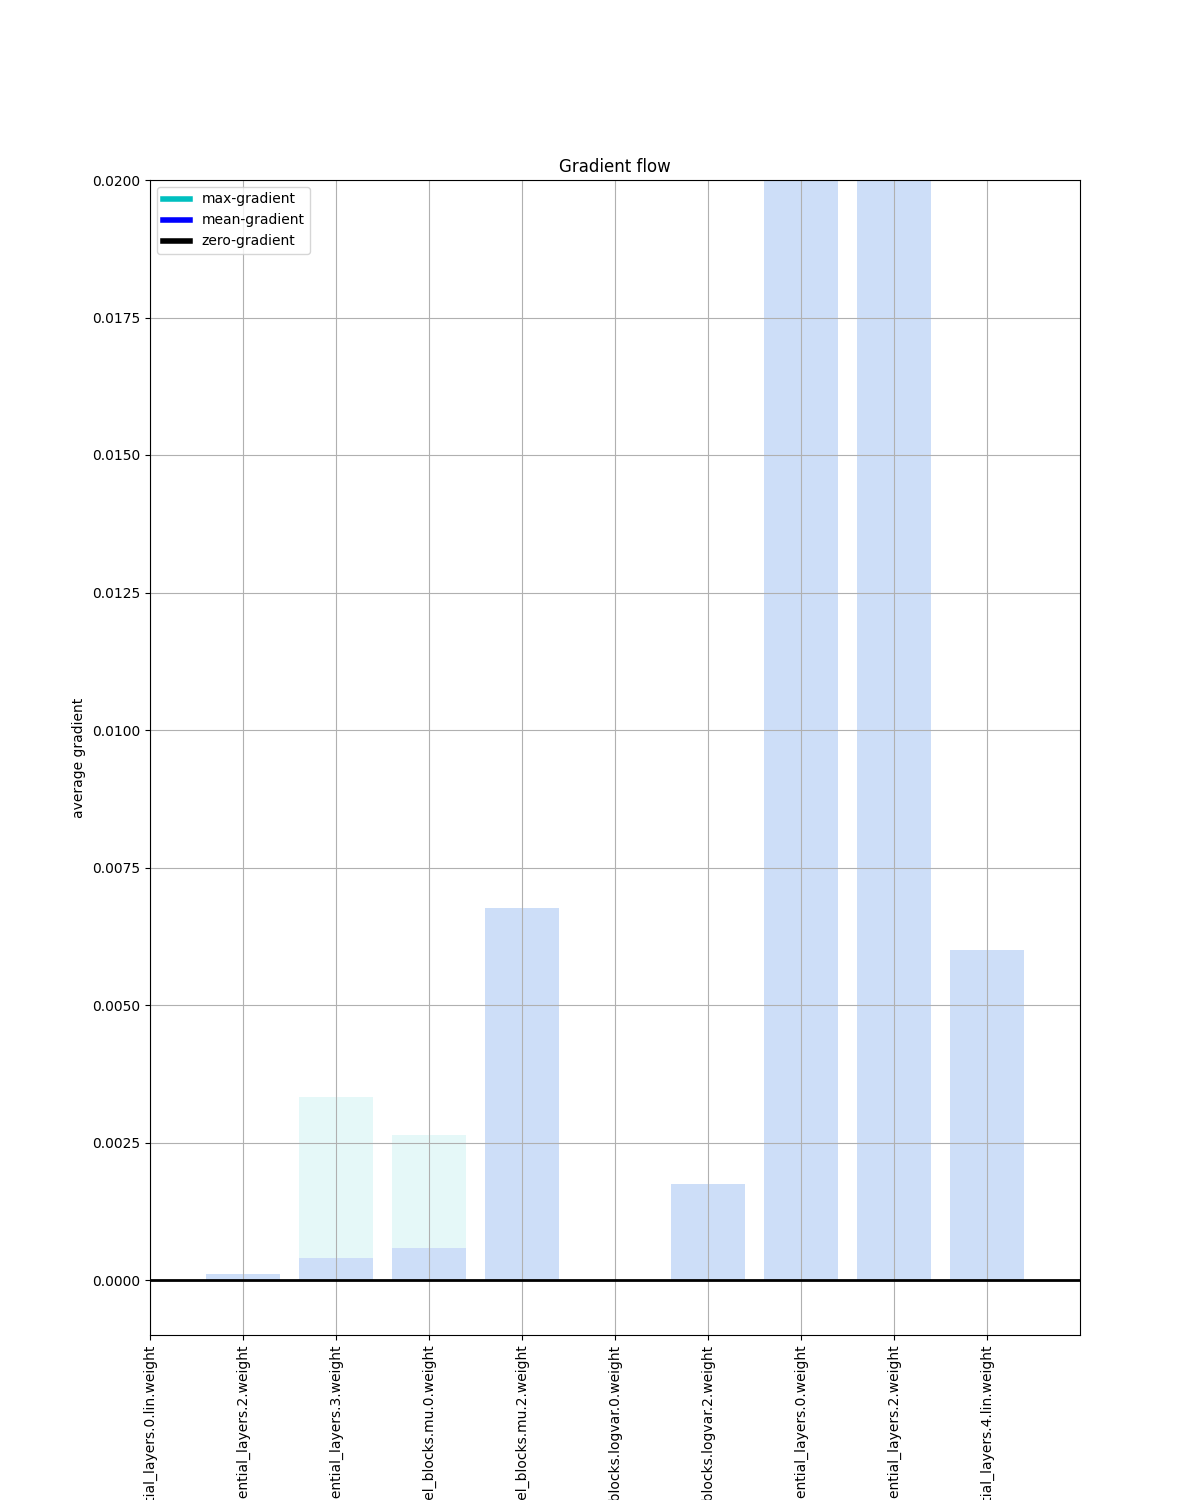 Gradient flow
max-gradient
mean-gradient
zero-gradient
0.0200
0.0175
0.0150
0.0125
0.0100
0.0075
0.0050
0.0025
0.0000
average gradient
tial_layers.0.lin.weight
ential_layers.2.weight
ential_layers.3.weight
el_blocks.mu.0.weight
el_blocks.mu.2.weight
blocks.logvar.0.weight
blocks.logvar.2.weight
ential_layers.0.weight
ential_layers.2.weight
tial_layers.4.lin.weight